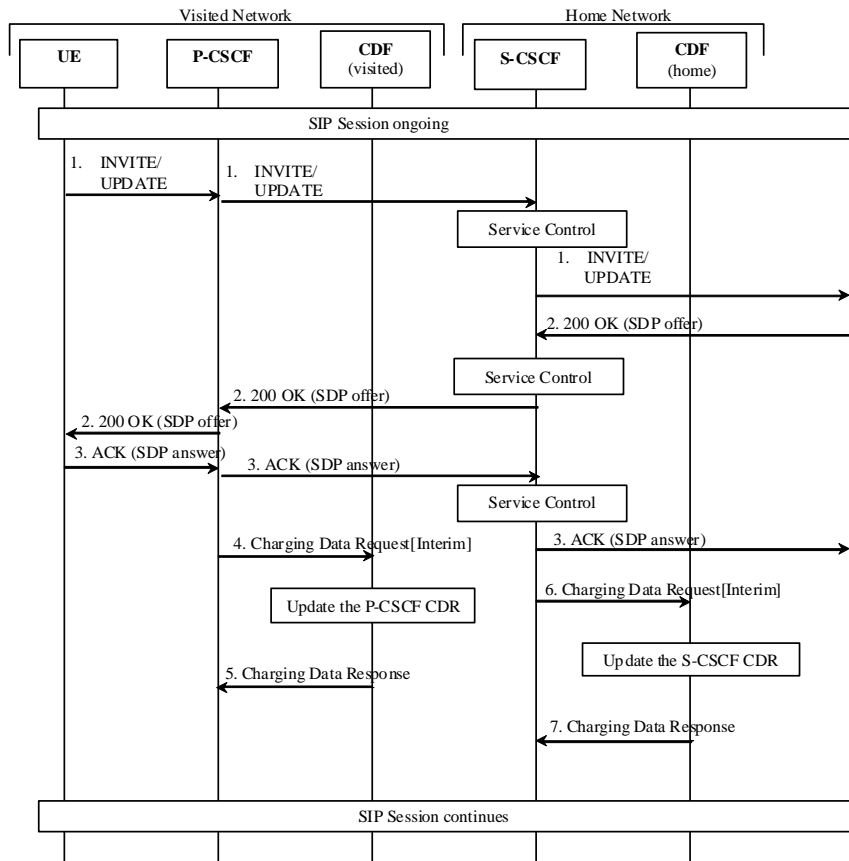 Visited Network
Home Network
UE
P-CSCF
CDF
(visited)
S-CSCF
CDF
(home)
SIP Session ongoing
1. INVITE/
UPDATE
1. INVITE/
UPDATE
Service Control
1. INVITE/
UPDATE
2. 200 OK (SDP offer)
Service Control
2. 200 OK (SDP offer)
2. 200 OK (SDP offer)
3. ACK (SDP answer)
3. ACK (SDP answer)
Service Control
4. Charging Data Request[Interim]
3. ACK (SDP answer)
6. Charging Data Request[Interim]
Update the P-CSCF CDR
Update the S-CSCF CDR
5. Charging Data Response
7. Charging Data Response
SIP Session continues